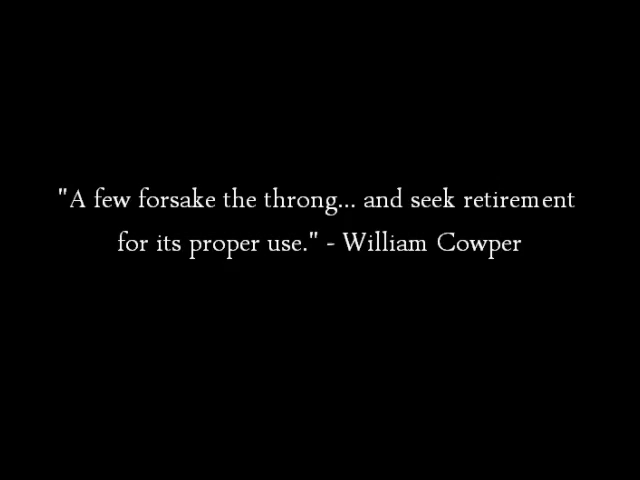 "A few forsake the throng... and seek retirement
for its proper use." - William Cowper